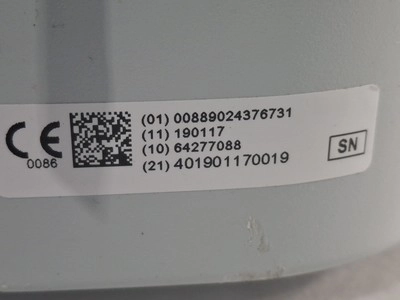 (01) 00889024376731
(11) 190117
(10) 64277088
(21) 401901170019
CE
0086
SN